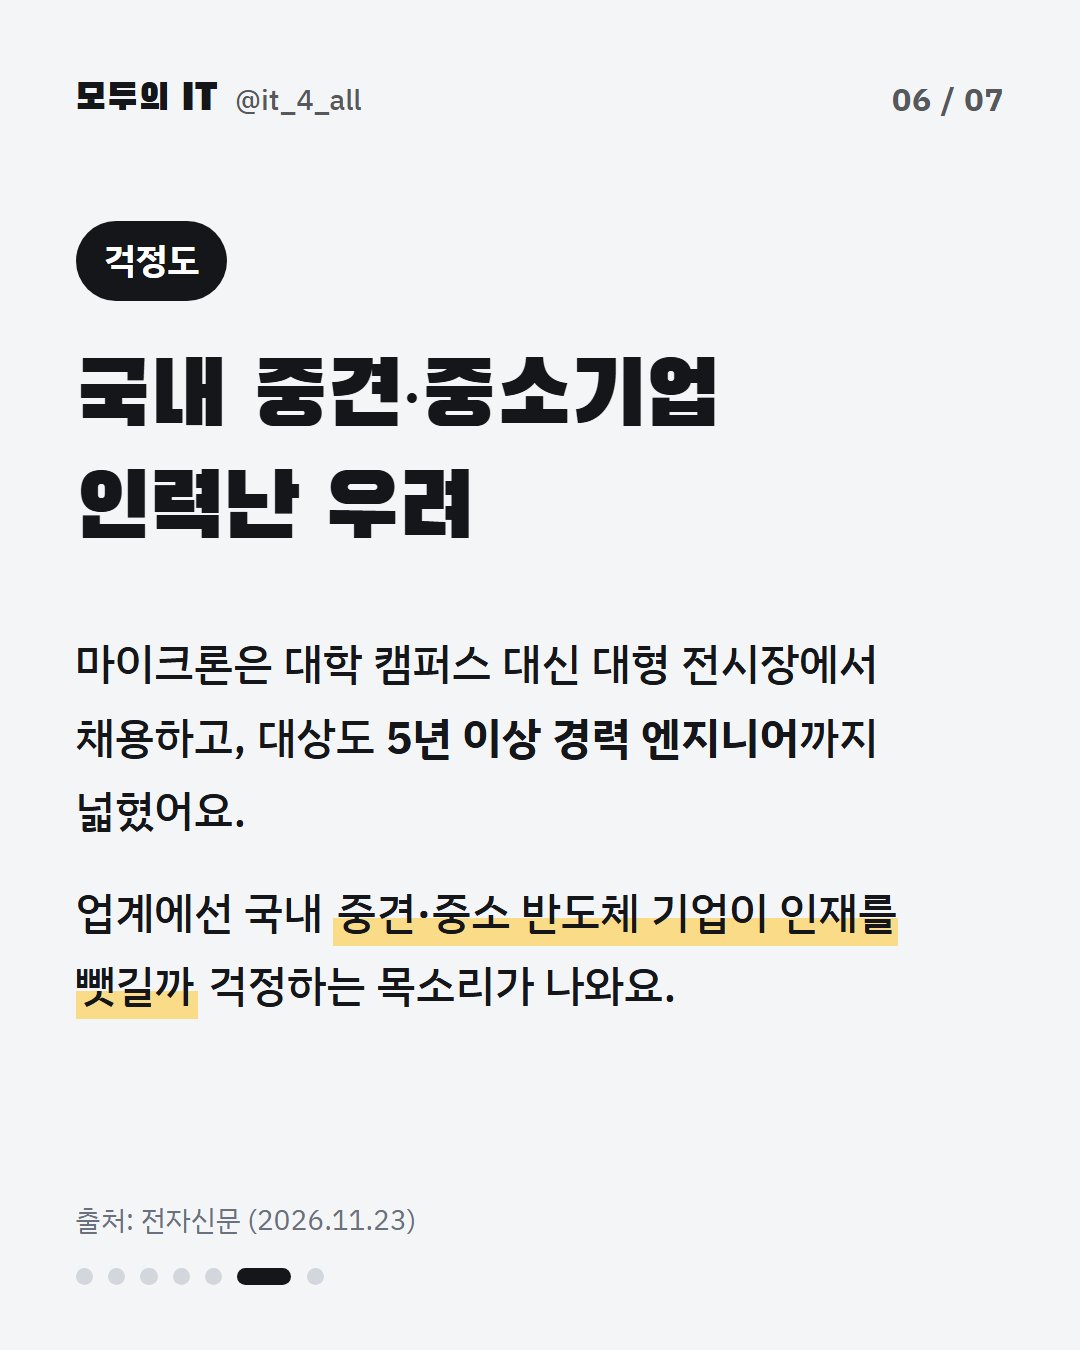 모두의 IT @it_4_all 06 / 07
걱정도
국내 중견·중소기업
인력난 우려
마이크론은 대학 캠퍼스 대신 대형 전시장에서
채용하고, 대상도 5년 이상 경력 엔지니어까지
넓혔어요.
업계에선 국내 중견·중소 반도체 기업이 인재를
뺏길까 걱정하는 목소리가 나와요.
출처: 전자신문 (2026.11.23)